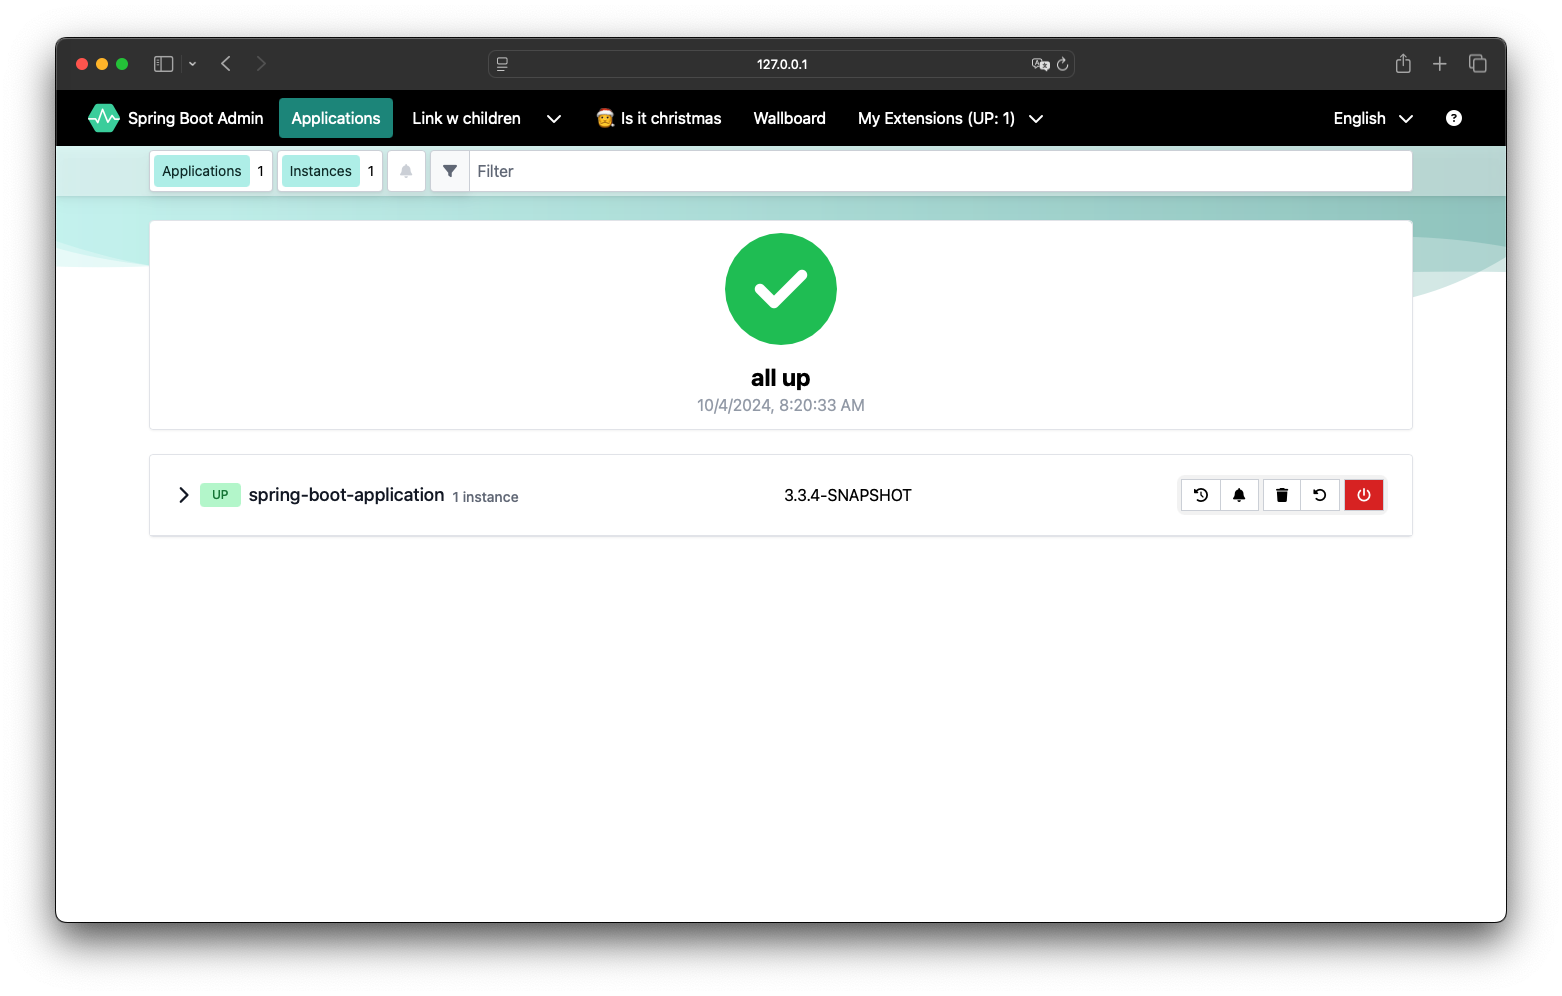 127.0.0.1
Spring Boot Admin Applications Link w children Is it christmas Wallboard My Extensions (UP: 1) English ?
Applications 1 Instances 1 Filter
all up
10/4/2024, 8:20:33 AM
UP spring-boot-application 1 instance 3.3.4-SNAPSHOT